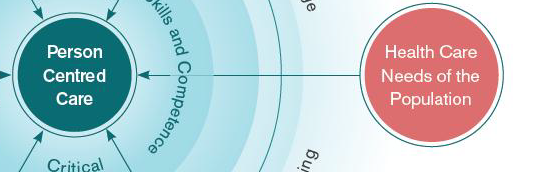 Person
Centred
Care
Skills and Competence
Critical
Health Care
Needs of the
Population